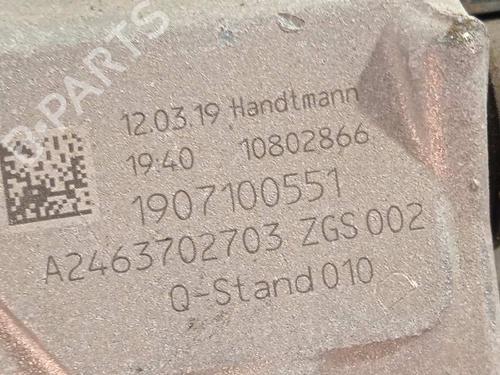 B-PARTS
12.03.19 Handtmann
19:40 10802866
1907100551
A2463702703 ZGS 002
Q-Stand 010